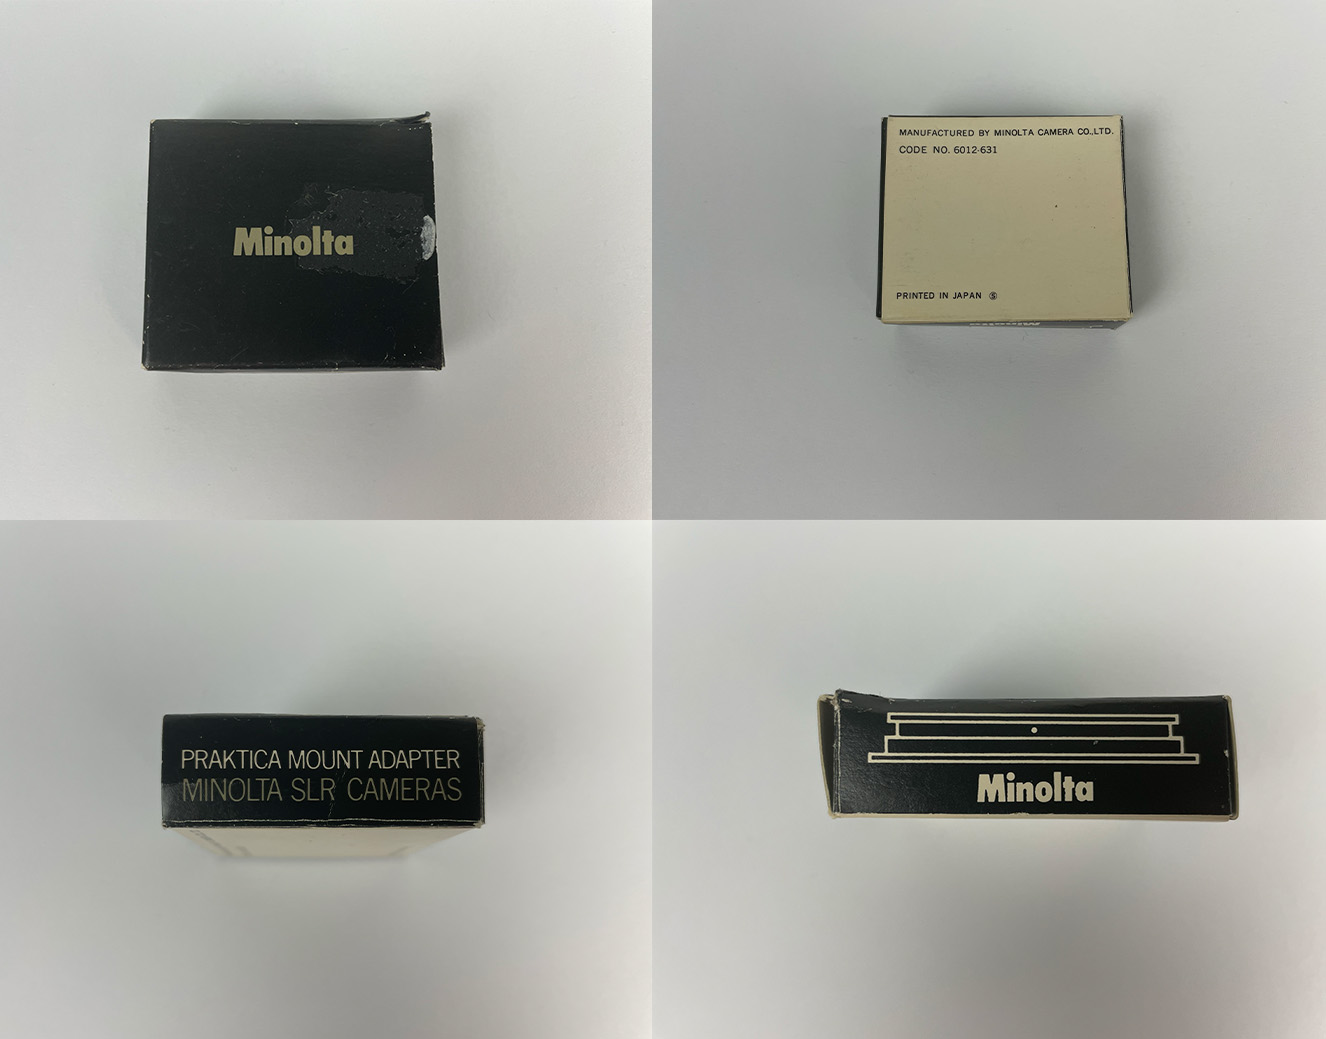 Minolta
MANUFACTURED BY MINOLTA CAMERA CO.,LTD.
CODE NO. 6012-631
PRINTED IN JAPAN Ⓢ
Minolta
PRAKTICA MOUNT ADAPTER
MINOLTA SLR CAMERAS
Minolta